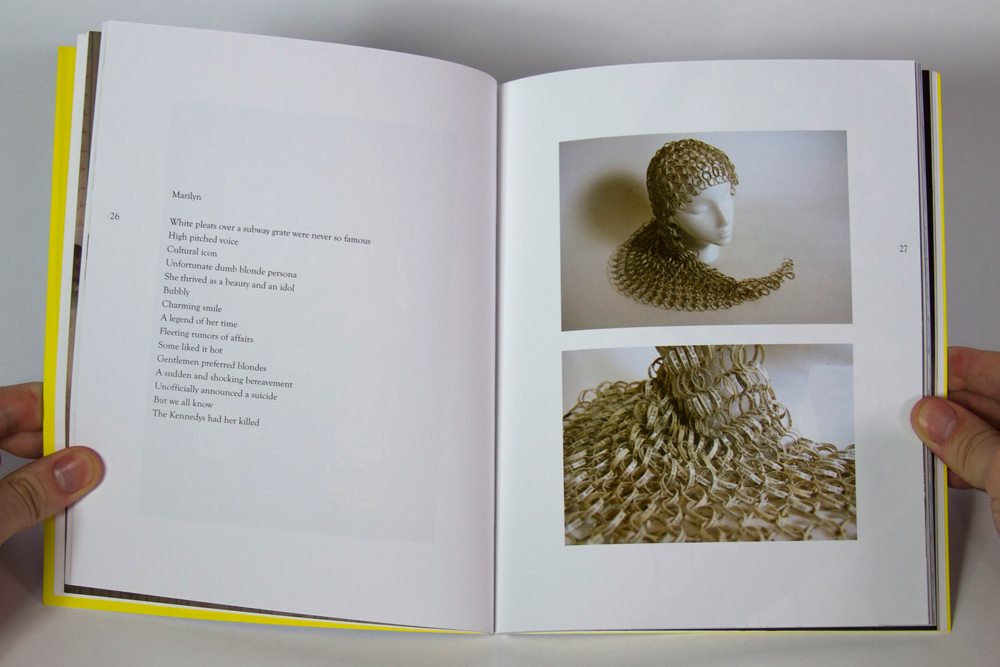 Marilyn
26
White pleats over a subway grate were never so famous
High pitched voice
Cultural icon
Unfortunate dumb blonde persona
She thrived as a beauty and an idol
Bubbly
Charming smile
A legend of her time
Fleeting rumors of affairs
Some liked it hot
Gentlemen preferred blondes
A sudden and shocking bereavement
Unofficially announced a suicide
But we all know
The Kennedys had her killed
27